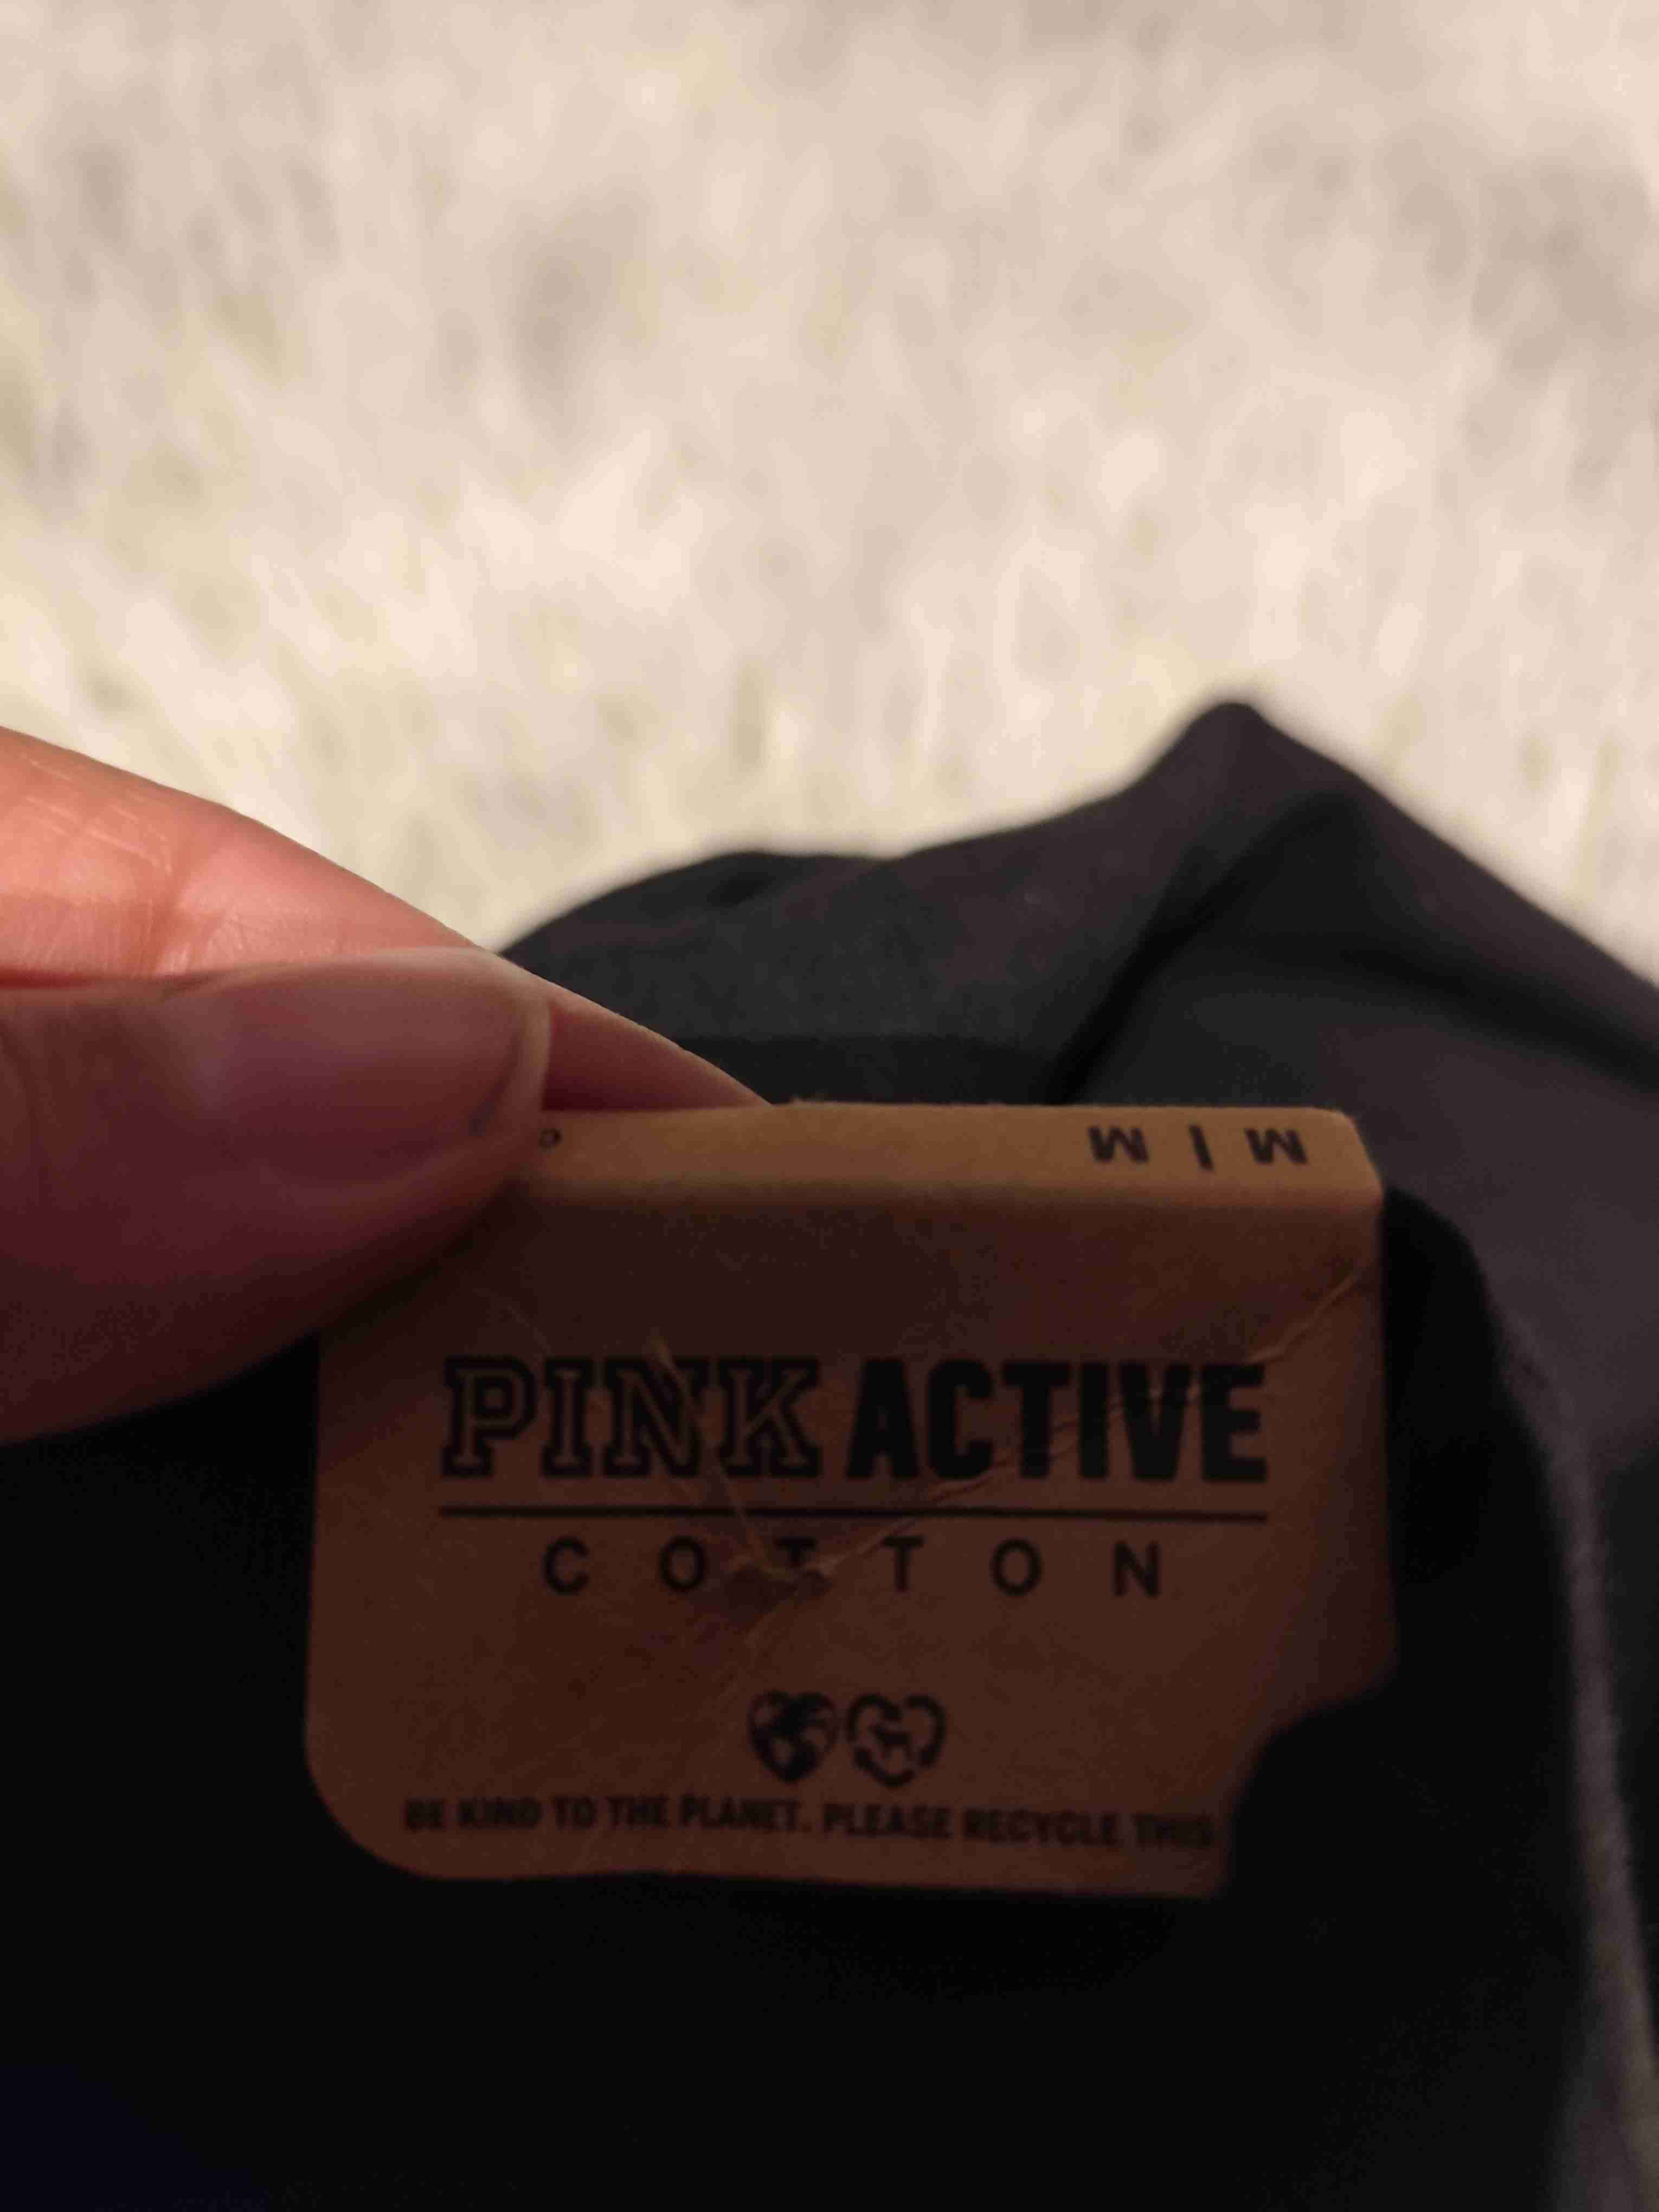 M | M
PINK ACTIVE
COTTON
BE KIND TO THE PLANET. PLEASE RECYCLE THIS